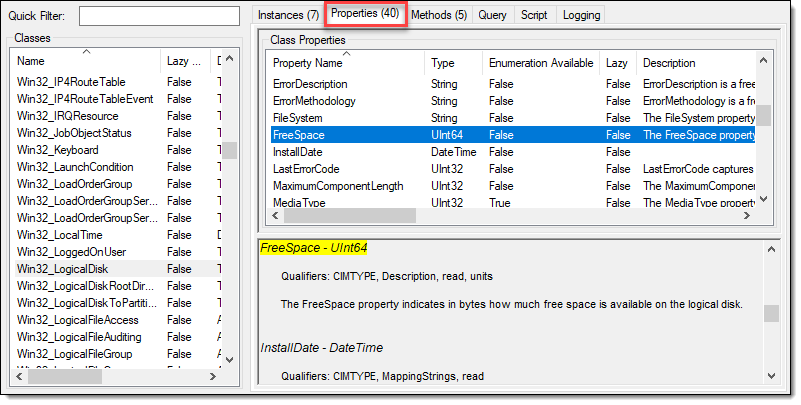 Quick Filter:
Instances (7) Properties (40) Methods (5) Query Script Logging
Classes
Name Lazy ... D
Win32_IP4RouteTable False T
Win32_IP4RouteTableEvent False T
Win32_IRQResource False T
Win32_JobObjectStatus False T
Win32_Keyboard False T
Win32_LaunchCondition False T
Win32_LoadOrderGroup False T
Win32_LoadOrderGroupSer... False T
Win32_LoadOrderGroupSer... False T
Win32_LocalTime False D
Win32_LoggedOnUser False T
Win32_LogicalDisk False T
Win32_LogicalDiskRootDir... False T
Win32_LogicalDiskToPartiti... False T
Win32_LogicalFileAccess False A
Win32_LogicalFileAuditing False A
Win32_LogicalFileGroup False A
Class Properties
Property Name Type Enumeration Available Lazy Description
ErrorDescription String False False ErrorDescription is a free
ErrorMethodology String False False ErrorMethodology is a fr
FileSystem String False False The FileSystem property
FreeSpace UInt64 False False The FreeSpace property
InstallDate DateTime False False
LastErrorCode UInt32 False False LastErrorCode captures
MaximumComponentLength UInt32 False False The MaximumComponen
MediaType UInt32 True False The MediaType property
FreeSpace - UInt64
Qualifiers: CIMTYPE, Description, read, units
The FreeSpace property indicates in bytes how much free space is available on the logical disk.
InstallDate - DateTime
Qualifiers: CIMTYPE, MappingStrings, read